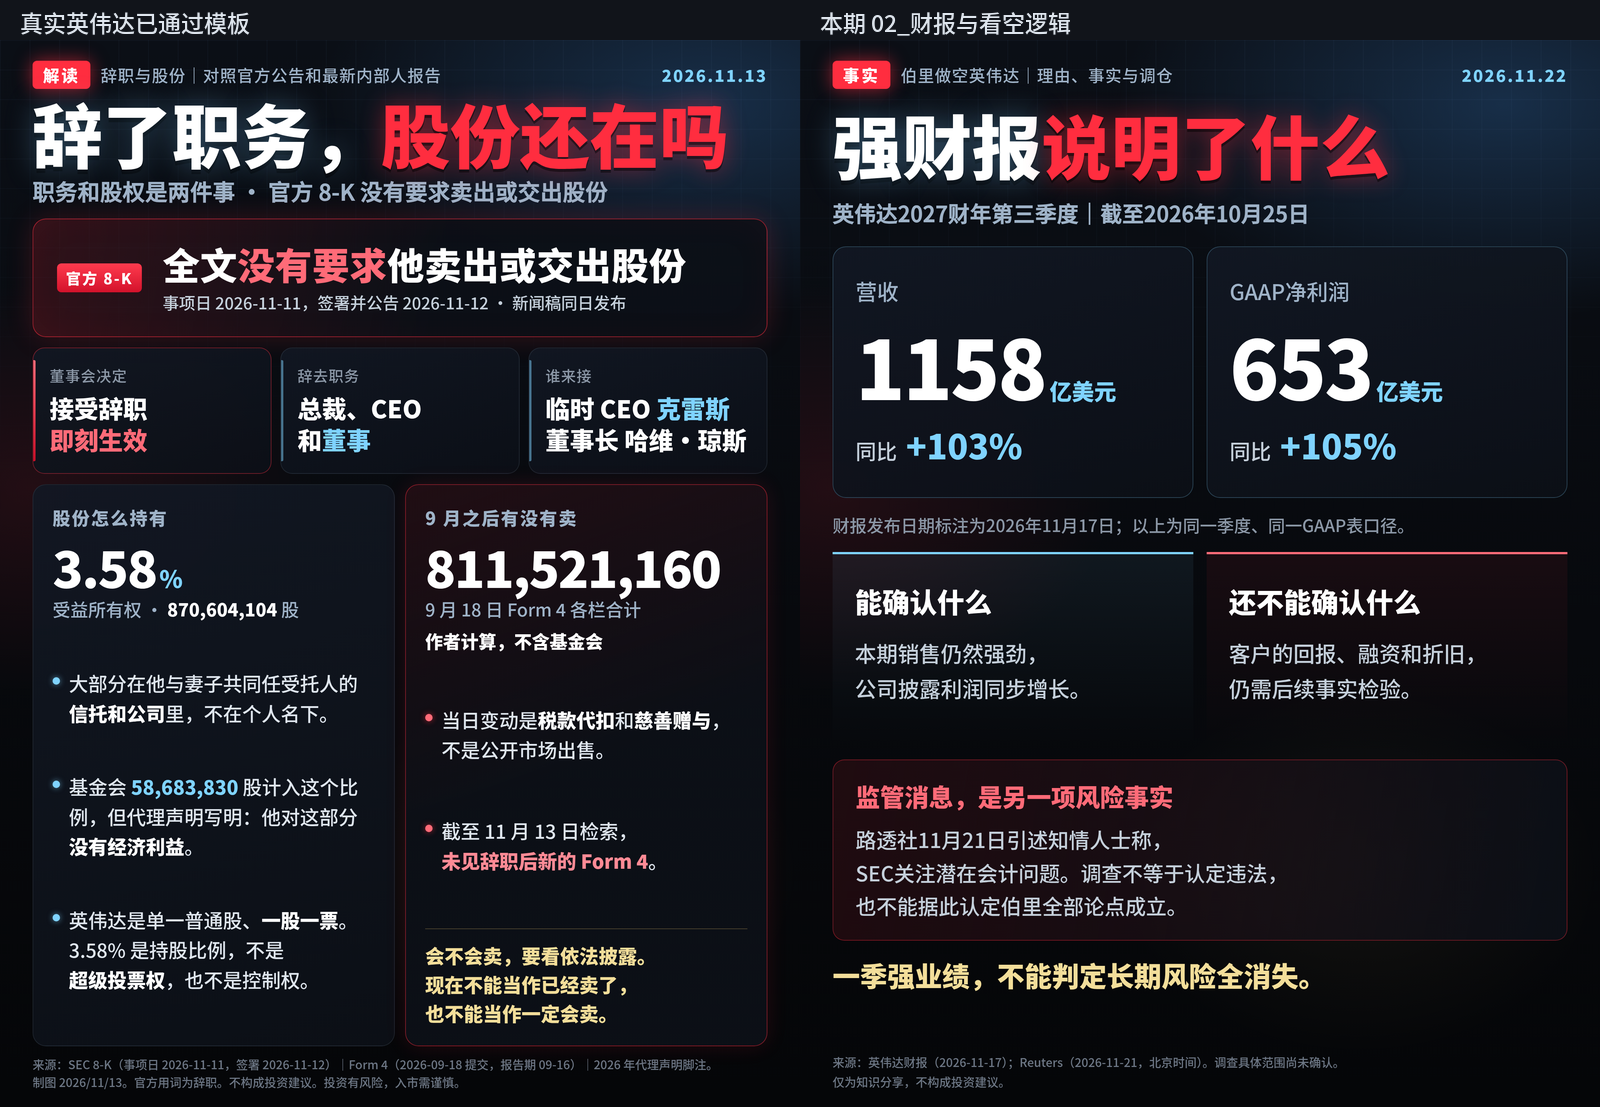 真实英伟达已通过模板
解读 辞职与股份｜对照官方公告和最新内部人报告 2026.11.13
辞了职务，股份还在吗
职务和股权是两件事 · 官方 8-K 没有要求卖出或交出股份
官方 8-K
全文没有要求他卖出或交出股份
事项日 2026-11-11，签署并公告 2026-11-12 · 新闻稿同日发布
董事会决定
接受辞职
即刻生效
辞去职务
总裁、CEO
和董事
谁来接
临时 CEO 克雷斯
董事长 哈维·琼斯
股份怎么持有
3.58%
受益所有权 · 870,604,104 股
大部分在他与妻子共同任受托人的
信托和公司里，不在个人名下。
基金会 58,683,830 股计入这个比
例，但代理声明写明：他对这部分
没有经济利益。
英伟达是单一普通股、一股一票。
3.58% 是持股比例，不是
超级投票权，也不是控制权。
9 月之后有没有卖
811,521,160
9 月 18 日 Form 4 各栏合计
作者计算，不含基金会
当日变动是税款代扣和慈善赠与，
不是公开市场出售。
截至 11 月 13 日检索，
未见辞职后新的 Form 4。
会不会卖，要看依法披露。
现在不能当作已经卖了，
也不能当作一定会卖。
来源：SEC 8-K（事项日 2026-11-11，签署 2026-11-12）｜Form 4（2026-09-18 提交，报告期 09-16）｜2026 年代理声明脚注。
制图 2026/11/13。官方用词为辞职。不构成投资建议。投资有风险，入市需谨慎。
本期 02_财报与看空逻辑
事实 伯里做空英伟达｜理由、事实与调仓 2026.11.22
强财报说明了什么
英伟达2027财年第三季度｜截至2026年10月25日
营收
1158亿美元
同比 +103%
GAAP净利润
653亿美元
同比 +105%
财报发布日期标注为2026年11月17日；以上为同一季度、同一GAAP表口径。
能确认什么
本期销售仍然强劲，
公司披露利润同步增长。
还不能确认什么
客户的回报、融资和折旧，
仍需后续事实检验。
监管消息，是另一项风险事实
路透社11月21日引述知情人士称，
SEC关注潜在会计问题。调查不等于认定违法，
也不能据此认定伯里全部论点成立。
一季强业绩，不能判定长期风险全消失。
来源：英伟达财报（2026-11-17）；Reuters（2026-11-21，北京时间）。调查具体范围尚未确认。
仅为知识分享，不构成投资建议。